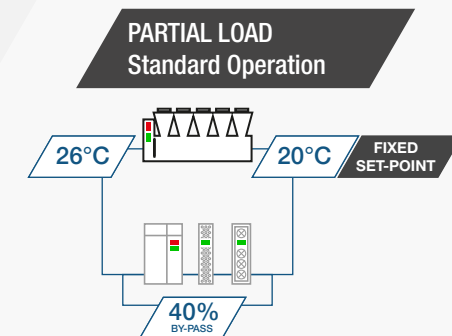 PARTIAL LOAD
Standard Operation
26°C
20°C
FIXED
SET-POINT
40%
BY-PASS